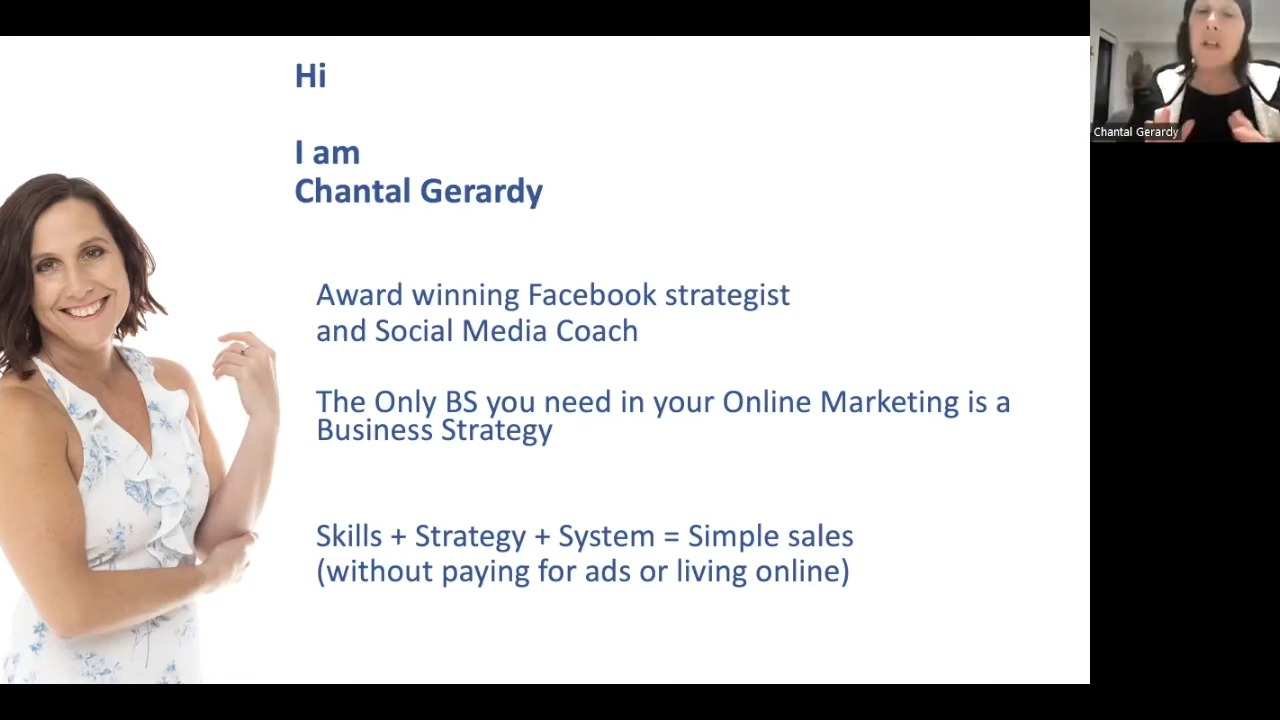 Hi
I am
Chantal Gerardy
Award winning Facebook strategist
and Social Media Coach
The Only BS you need in your Online Marketing is a
Business Strategy
Skills + Strategy + System = Simple sales
(without paying for ads or living online)
Chantal Gerardy